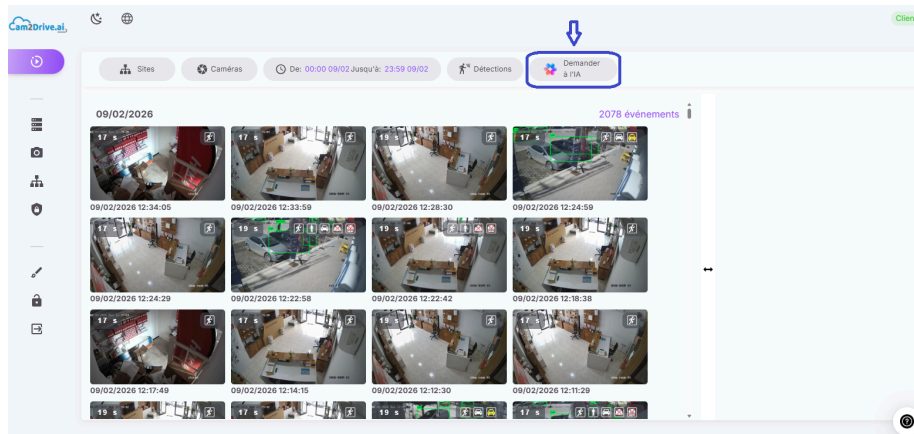 Cam2Drive.ai
Client
Sites
Caméras
De: 00:00 09/02 Jusqu'à: 23:59 09/02
Détections
Demander
à l'IA
09/02/2026
2078 événements
17 s
17 s
19 s
17 s
09/02/2026 12:34:05
09/02/2026 12:33:59
09/02/2026 12:28:30
09/02/2026 12:24:59
17 s
19 s
19 s
19 s
09/02/2026 12:24:29
09/02/2026 12:22:58
09/02/2026 12:22:42
09/02/2026 12:18:38
17 s
17 s
19 s
17 s
09/02/2026 12:17:49
09/02/2026 12:14:15
09/02/2026 12:12:30
09/02/2026 12:11:29
19 s
17 s
19 s
17 s